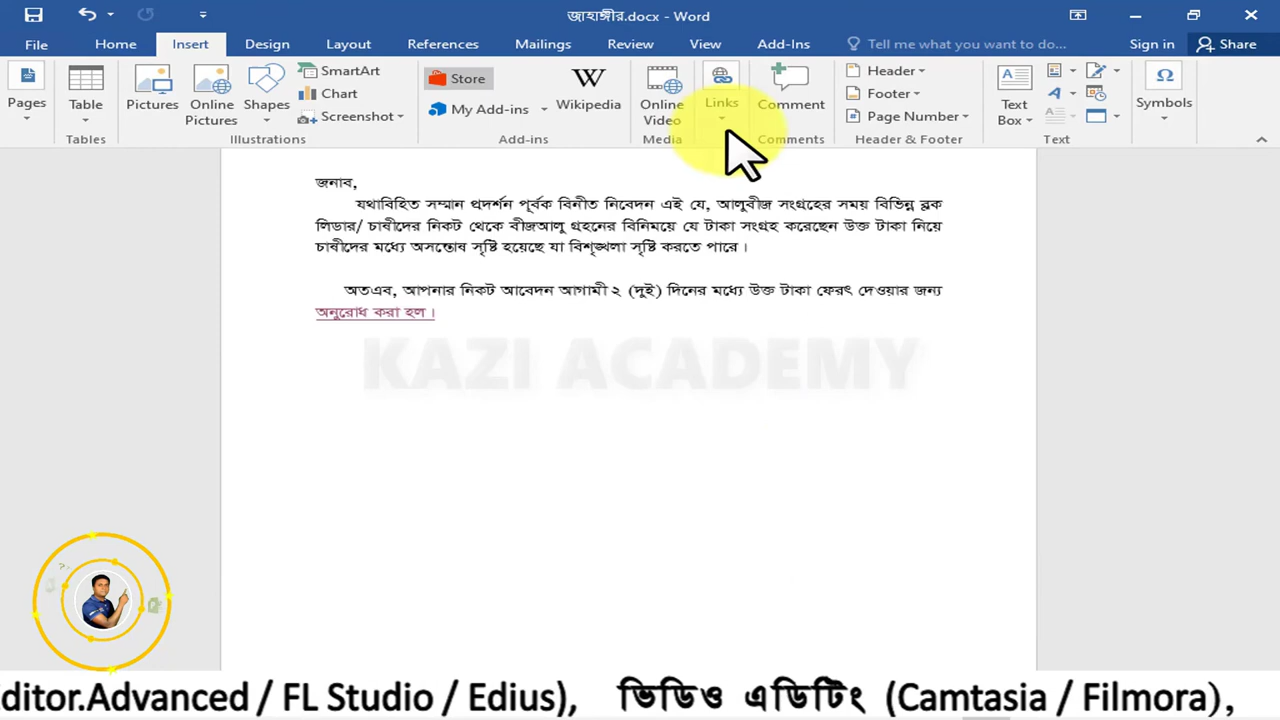 জাহাঙ্গীর.docx - Word
File Home Insert Design Layout References Mailings Review View Add-Ins Tell me what you want to do... Sign in Share
Pages
Table
Tables
Pictures
Online Pictures
Shapes
SmartArt
Chart
Screenshot
Illustrations
Store
My Add-ins
Wikipedia
Add-ins
Online Video
Media
Links
Comment
Comments
Header
Footer
Page Number
Header & Footer
Text Box
Text
Symbols
জনাব,
যথাবিহিত সম্মান প্রদর্শন পূর্বক বিনীত নিবেদন এই যে, আলুবীজ সংগ্রহের সময় বিভিন্ন ব্লক
লিডার/ চাষীদের নিকট থেকে বীজআলু গ্রহনের বিনিময়ে যে টাকা সংগ্রহ করেছেন উক্ত টাকা নিয়ে
চাষীদের মধ্যে অসন্তোষ সৃষ্টি হয়েছে যা বিশৃঙ্খলা সৃষ্টি করতে পারে।
অতএব, আপনার নিকট আবেদন আগামী ২ (দুই) দিনের মধ্যে উক্ত টাকা ফেরৎ দেওয়ার জন্য
অনুরোধ করা হল।
KAZI ACADEMY
Editor.Advanced / FL Studio / Edius), ভিডিও এডিটিং (Camtasia / Filmora),